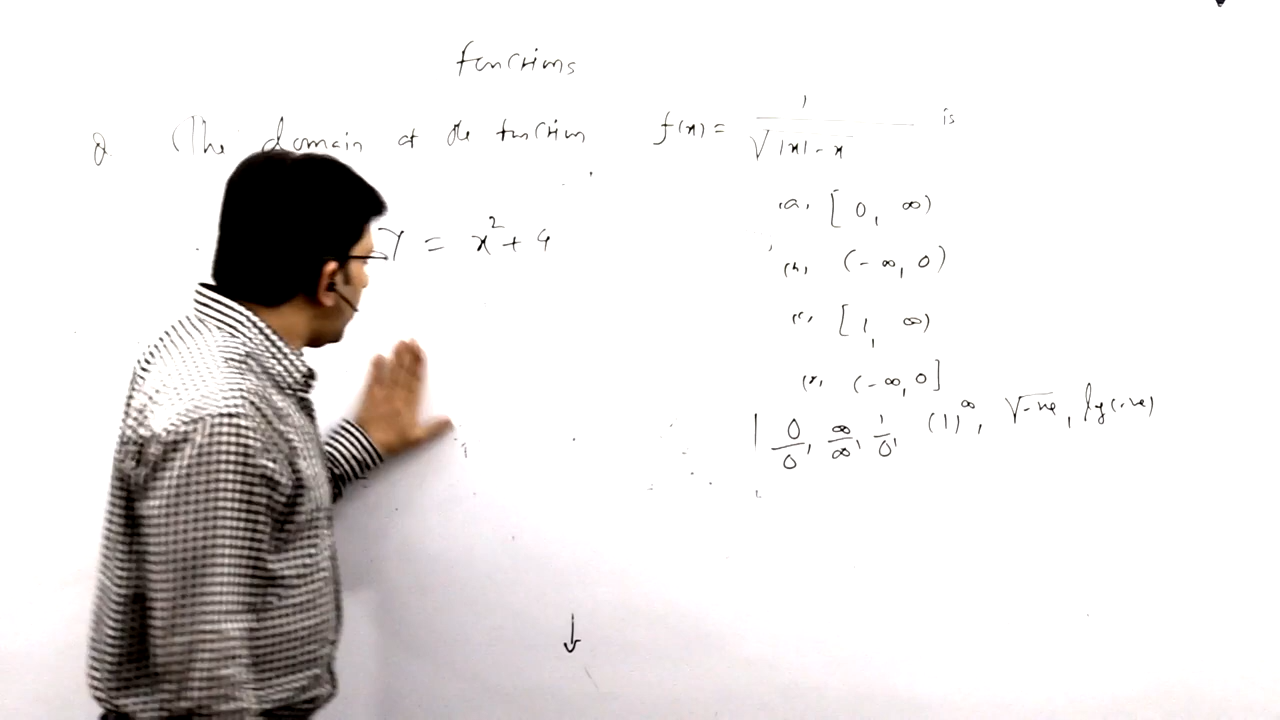 functions
Q (The domain of the function f(x) = 1/√|x| - x is
y = x² + 4
(a) [0, ∞)
(b) (-∞, 0)
(c) [1, ∞)
(d) (-∞, 0]
0/0, ∞/∞, 1/0, (1)^∞, √-ve, log(-ve)
↓